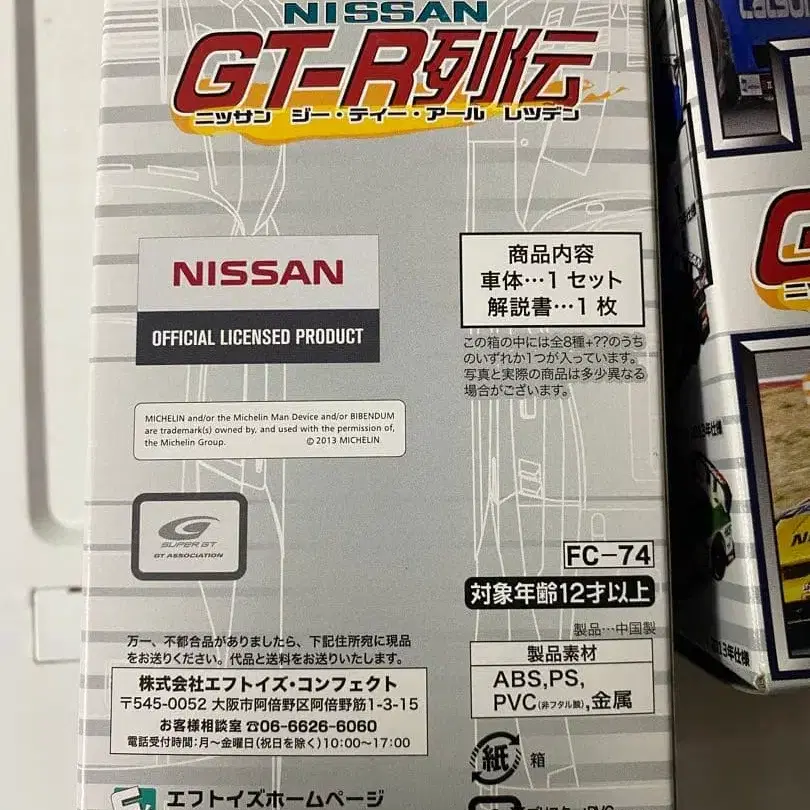 NISSAN
GT-R列伝
ニッサン ジー・ティー・アール レツデン
NISSAN
OFFICIAL LICENSED PRODUCT
商品内容
車体…1 セット
解説書…1 枚
この箱の中には全8種+??のうち
のいずれか1つが入っています。
写真と実際の商品は多少異なる
場合がございます。
MICHELIN and/or the Michelin Man Device and/or BIBENDUM
are trademark(s) owned by, and used with the permission of,
the Michelin Group. © 2013 MICHELIN
SUPER GT
GT ASSOCIATION
FC-74
対象年齢12才以上
製品…中国製
製品素材
ABS,PS,
PVC(非フタル酸),金属
万一、不都合品がありましたら、下記住所宛に現品
をお送りください。代品と送料をお送りいたします。
株式会社エフトイズ・コンフェクト
〒545-0052 大阪市阿倍野区阿倍野筋1-3-15
お客様相談室 ☎06-6626-6060
電話受付時間:月~金曜日(祝日を除く)10:00~17:00
紙 箱
エフトイズホームページ
2013年仕様